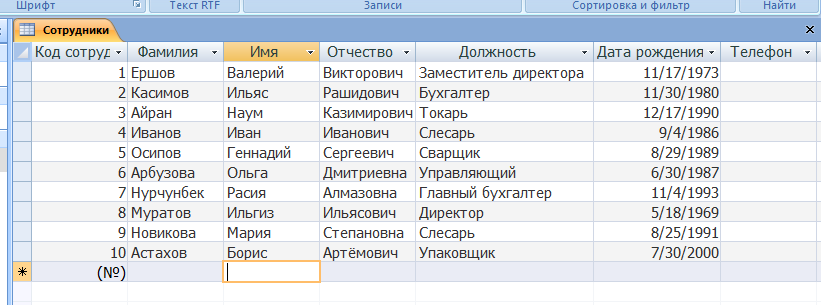 Шрифт Текст RTF Записи Сортировка и фильтр Найти
Сотрудники
Код сотруд Фамилия Имя Отчество Должность Дата рождения Телефон
1 Ершов Валерий Викторович Заместитель директора 11/17/1973
2 Касимов Ильяс Рашидович Бухгалтер 11/30/1980
3 Айран Наум Казимирович Токарь 12/17/1990
4 Иванов Иван Иванович Слесарь 9/4/1986
5 Осипов Геннадий Сергеевич Сварщик 8/29/1989
6 Арбузова Ольга Дмитриевна Управляющий 6/30/1987
7 Нурчунбек Расия Алмазовна Главный бухгалтер 11/4/1993
8 Муратов Ильгиз Ильясович Директор 5/18/1969
9 Новикова Мария Степановна Слесарь 8/25/1991
10 Астахов Борис Артёмович Упаковщик 7/30/2000
(№)